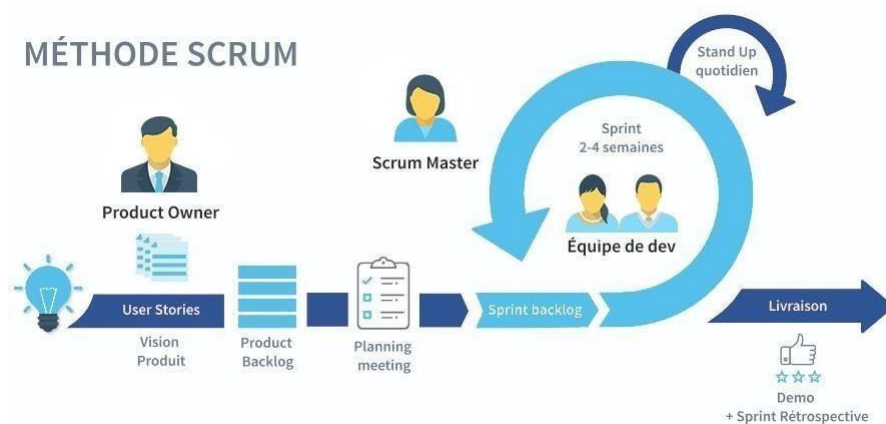 MÉTHODE SCRUM
Stand Up
quotidien
Scrum Master
Sprint
2-4 semaines
Product Owner
Équipe de dev
User Stories
Sprint backlog
Livraison
Vision
Produit
Product
Backlog
Planning
meeting
Demo
+ Sprint Rétrospective